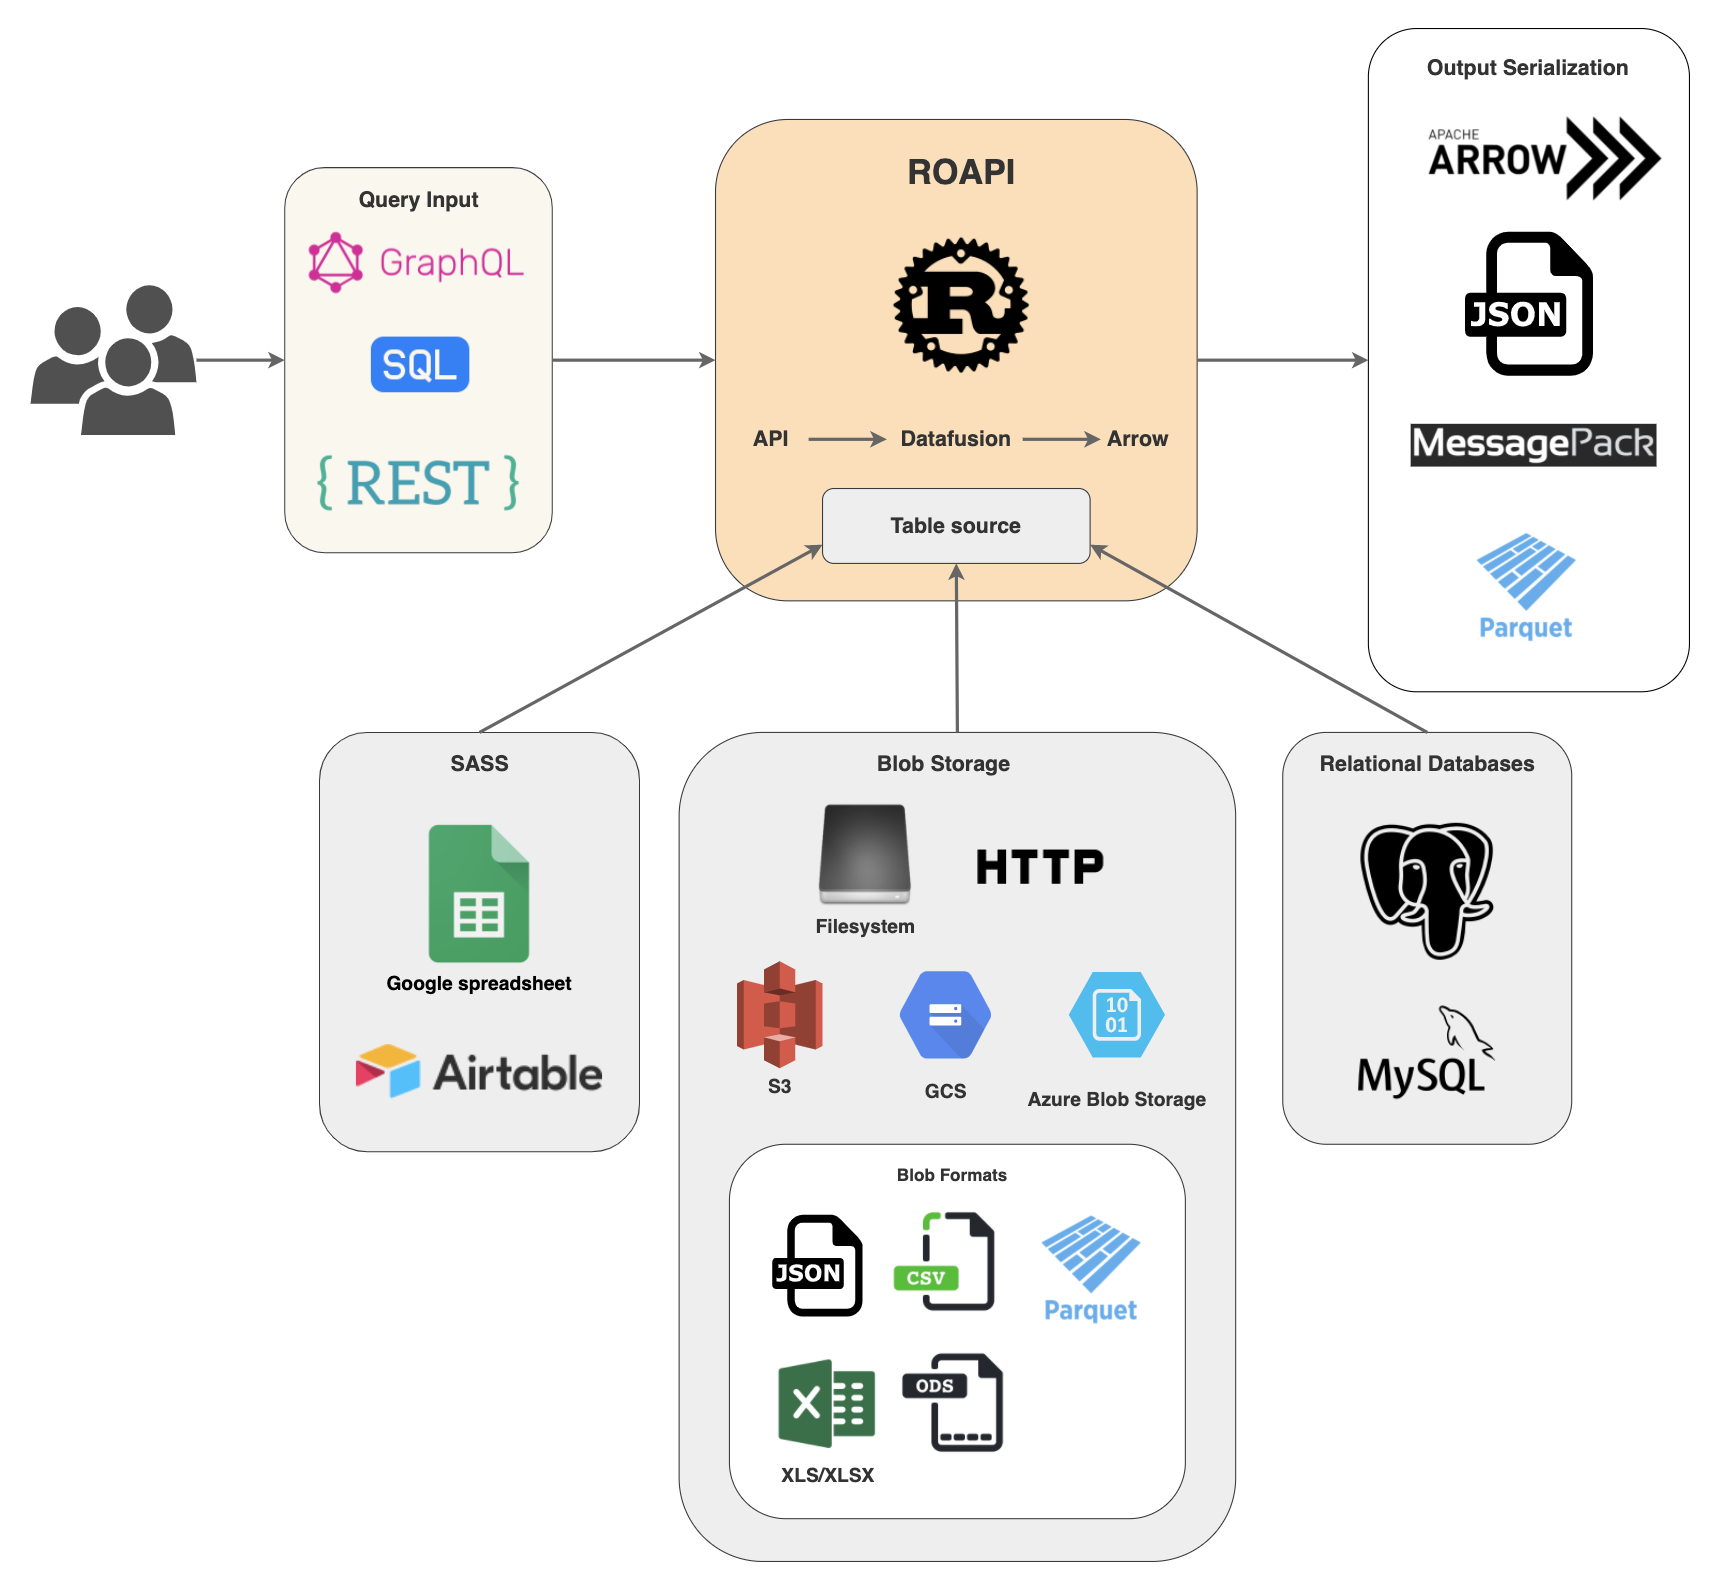 Query Input
GraphQL
SQL
{ REST }
ROAPI
R
API
Datafusion
Arrow
Table source
Output Serialization
APACHE
ARROW
JSON
MessagePack
Parquet
SASS
Google spreadsheet
Airtable
Blob Storage
Filesystem
HTTP
S3
GCS
10
01
Azure Blob Storage
Blob Formats
JSON
CSV
Parquet
X
XLS/XLSX
ODS
Relational Databases
MySQL